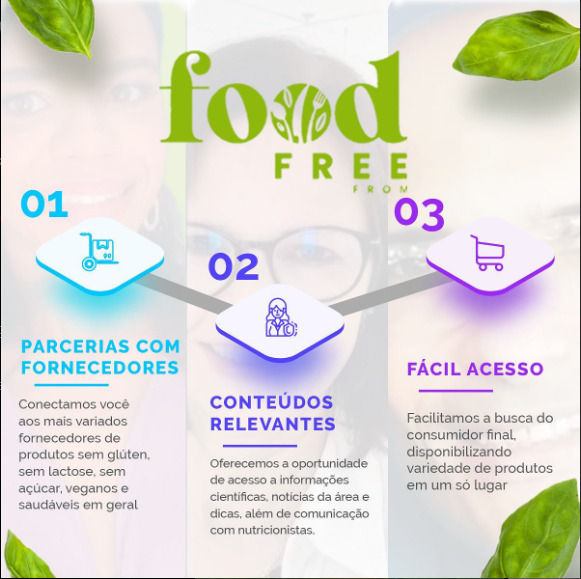 food
FREE
FROM
01
PARCERIAS COM
FORNECEDORES
Conectamos você
aos mais variados
fornecedores de
produtos sem glúten,
sem lactose, sem
açúcar, veganos e
saudáveis em geral
02
CONTEÚDOS
RELEVANTES
Oferecemos a oportunidade
de acesso a informações
científicas, notícias da área e
dicas, além de comunicação
com nutricionistas.
03
FÁCIL ACESSO
Facilitamos a busca do
consumidor final,
disponibilizando
variedade de produtos
em um só lugar